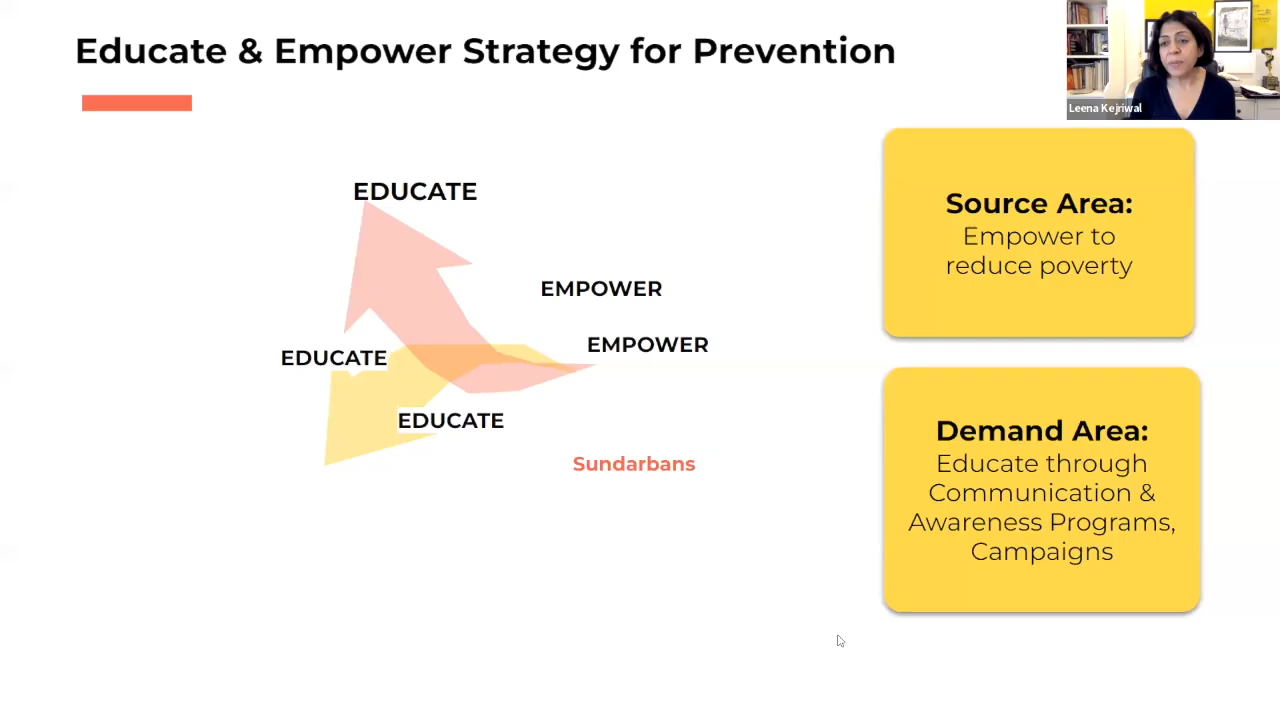 Educate & Empower Strategy for Prevention
Leena Kejriwal
EDUCATE
EMPOWER
EMPOWER
EDUCATE
EDUCATE
Sundarbans
Source Area:
Empower to
reduce poverty
Demand Area:
Educate through
Communication &
Awareness Programs,
Campaigns